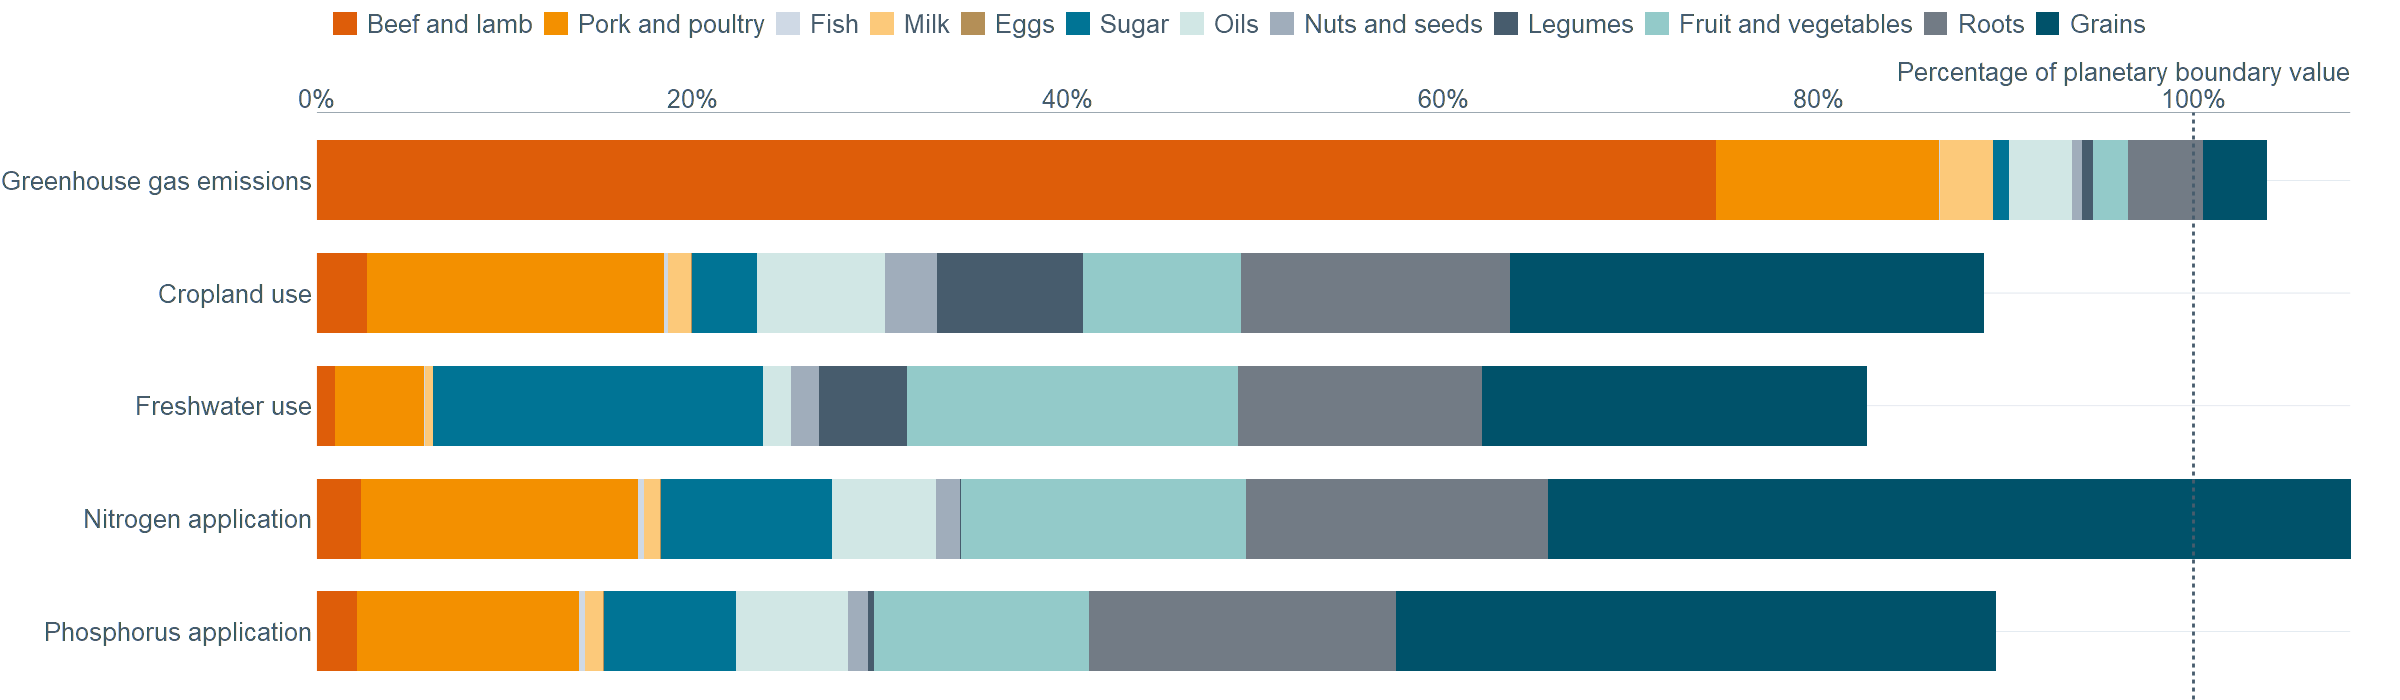 Beef and lamb Pork and poultry Fish Milk Eggs Sugar Oils Nuts and seeds Legumes Fruit and vegetables Roots Grains
Percentage of planetary boundary value
0% 20% 40% 60% 80% 100%
Greenhouse gas emissions
Cropland use
Freshwater use
Nitrogen application
Phosphorus application